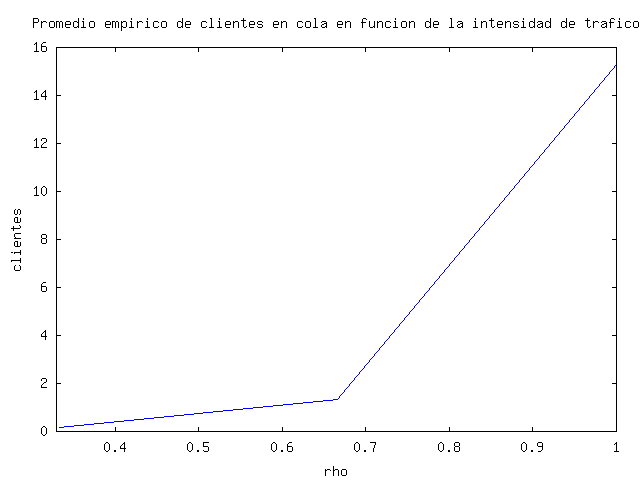 Promedio empirico de clientes en cola en funcion de la intensidad de trafico
16
14
12
10
8
6
4
2
0
clientes
0.4 0.5 0.6 0.7 0.8 0.9 1
rho